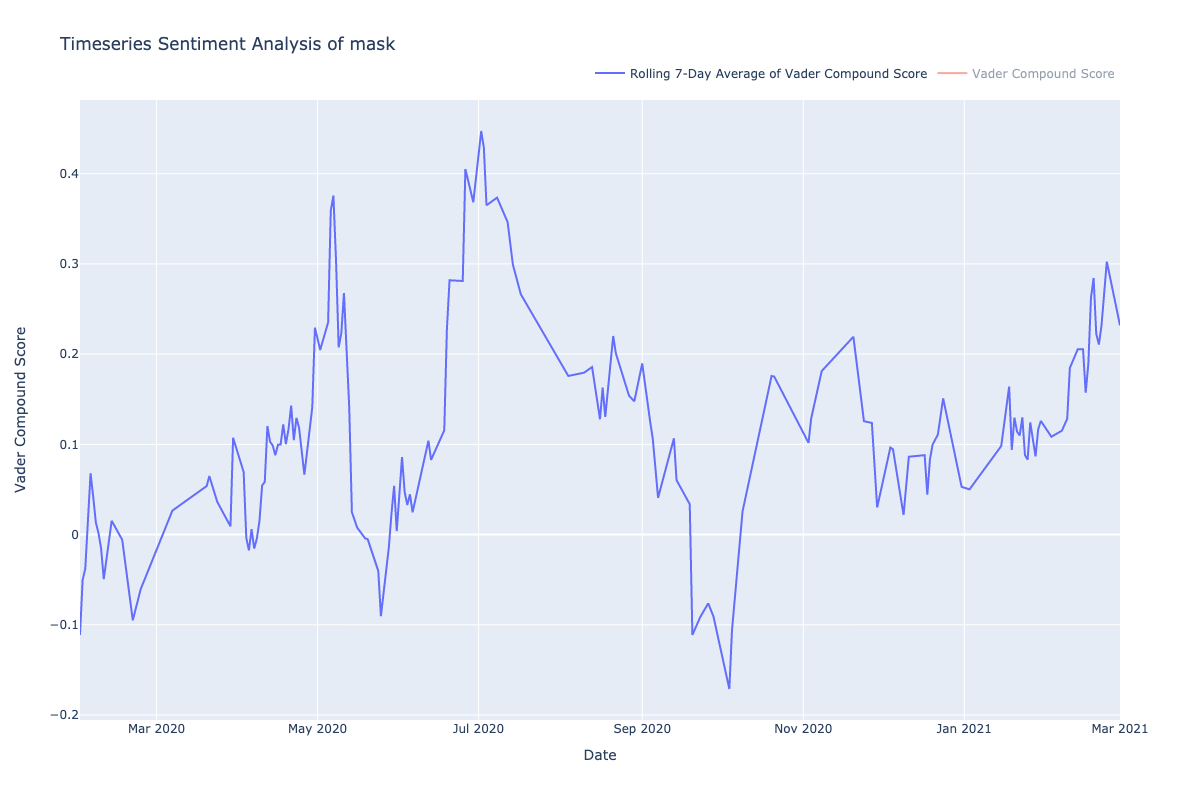 Timeseries Sentiment Analysis of mask
Rolling 7-Day Average of Vader Compound Score
Vader Compound Score
0.4
0.3
0.2
0.1
0
−0.1
−0.2
Vader Compound Score
Mar 2020
May 2020
Jul 2020
Sep 2020
Nov 2020
Jan 2021
Mar 2021
Date